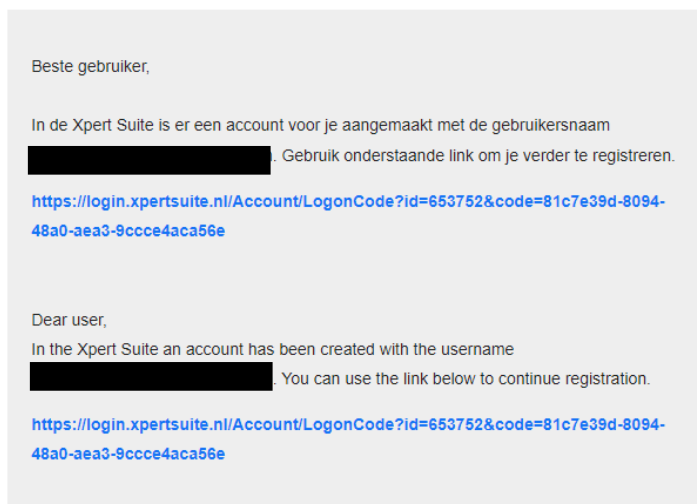 Beste gebruiker,
In de Xpert Suite is er een account voor je aangemaakt met de gebruikersnaam
. Gebruik onderstaande link om je verder te registreren.
https://login.xpertsuite.nl/Account/LogonCode?id=653752&code=81c7e39d-8094-
48a0-aea3-9ccce4aca56e
Dear user,
In the Xpert Suite an account has been created with the username
. You can use the link below to continue registration.
https://login.xpertsuite.nl/Account/LogonCode?id=653752&code=81c7e39d-8094-
48a0-aea3-9ccce4aca56e